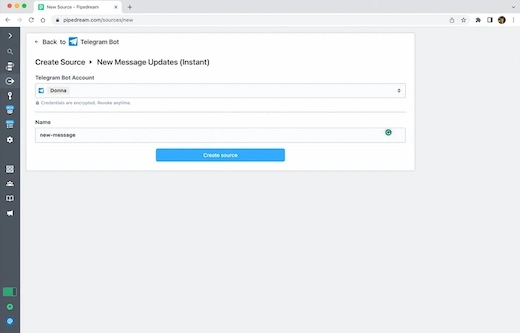 New Source - Pipedream
pipedream.com/sources/new
Back to Telegram Bot
Create Source New Message Updates (Instant)
Telegram Bot Account
Donna
Credentials are encrypted. Revoke anytime.
Name
new-message
Create source